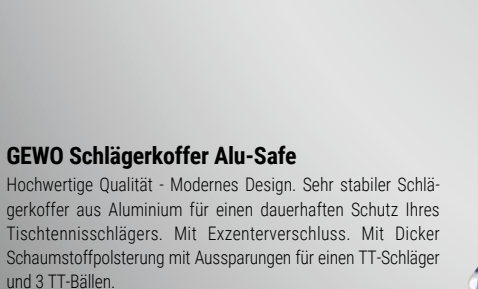 GEWO Schlägerkoffer Alu-Safe
Hochwertige Qualität - Modernes Design. Sehr stabiler Schlä-
gerkoffer aus Aluminium für einen dauerhaften Schutz Ihres
Tischtennisschlägers. Mit Exzenterverschluss. Mit Dicker
Schaumstoffpolsterung mit Aussparungen für einen TT-Schläger
und 3 TT-Bällen.